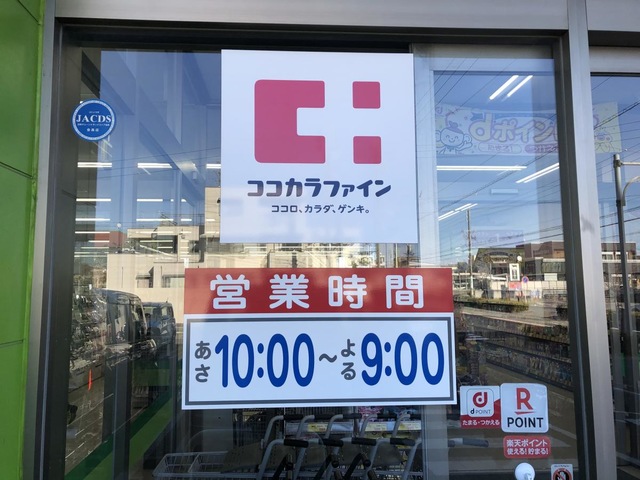 JACDS
ココカラファイン
ココロ、カラダ、ゲンキ。
営業時間
あさ10:00〜よる9:00
dポイント
d POINT
たまる・つかえる
R
POINT
楽天ポイント
使える!貯まる!